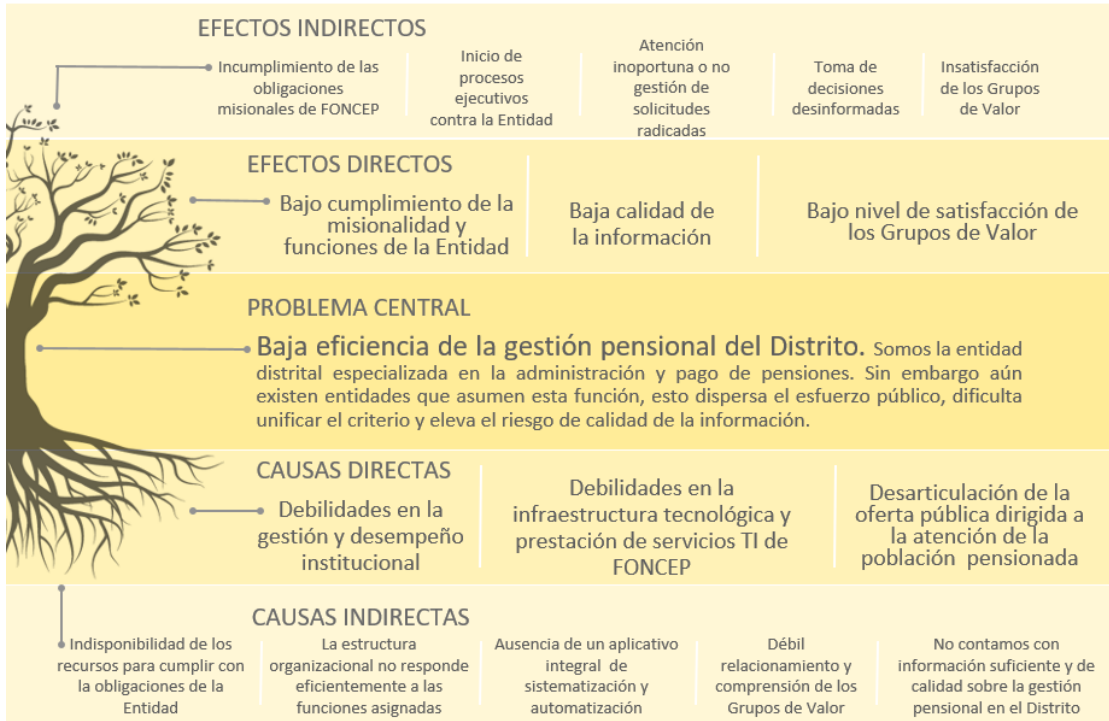 EFECTOS INDIRECTOS
Incumplimiento de las
obligaciones
misionales de FONCEP
Inicio de
procesos
ejecutivos
contra la Entidad
Atención
inoportuna o no
gestión de
solicitudes
radicadas
Toma de
decisiones
desinformadas
Insatisfacción
de los Grupos de
Valor
EFECTOS DIRECTOS
Bajo cumplimiento de la
misionalidad y
funciones de la Entidad
Baja calidad de
la información
Bajo nivel de satisfacción de
los Grupos de Valor
PROBLEMA CENTRAL
Baja eficiencia de la gestión pensional del Distrito. Somos la entidad
distrital especializada en la administración y pago de pensiones. Sin embargo aún
existen entidades que asumen esta función, esto dispersa el esfuerzo público, dificulta
unificar el criterio y eleva el riesgo de calidad de la información.
CAUSAS DIRECTAS
Debilidades en la
gestión y desempeño
institucional
Debilidades en la
infraestructura tecnológica y
prestación de servicios TI de
FONCEP
Desarticulación de la
oferta pública dirigida a
la atención de la
población pensionada
CAUSAS INDIRECTAS
Indisponibilidad de los
recursos para cumplir con
la obligaciones de la
Entidad
La estructura
organizacional no responde
eficientemente a las
funciones asignadas
Ausencia de un aplicativo
integral de
sistematización y
automatización
Débil
relacionamiento y
comprensión de los
Grupos de Valor
No contamos con
información suficiente y de
calidad sobre la gestión
pensional en el Distrito